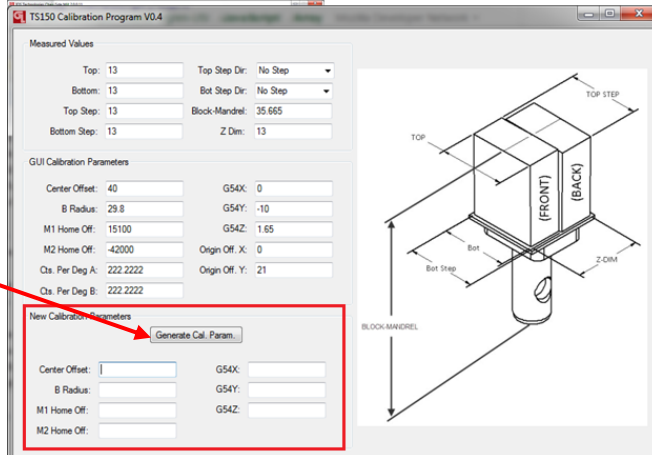 TS150 Calibration Program V0.4
Measured Values
Top: 13 Top Step Dir: No Step
Bottom: 13 Bot Step Dir: No Step
Top Step: 13 Block-Mandrel: 35.665
Bottom Step: 13 Z Dim: 13
GUI Calibration Parameters
Center Offset: 40 G54X: 0
B Radius: 29.8 G54Y: -10
M1 Home Off: 15100 G54Z: 1.65
M2 Home Off: -42000 Origin Off. X: 0
Cts. Per Deg A: 222.2222 Origin Off. Y: 21
Cts. Per Deg B: 222.2222
New Calibration Parameters
Generate Cal. Param.
Center Offset: G54X:
B Radius: G54Y:
M1 Home Off: G54Z:
M2 Home Off:
TOP STEP
TOP
(FRONT)
(BACK)
Bot
Bot Step
Z-DIM
BLOCK-MANDREL